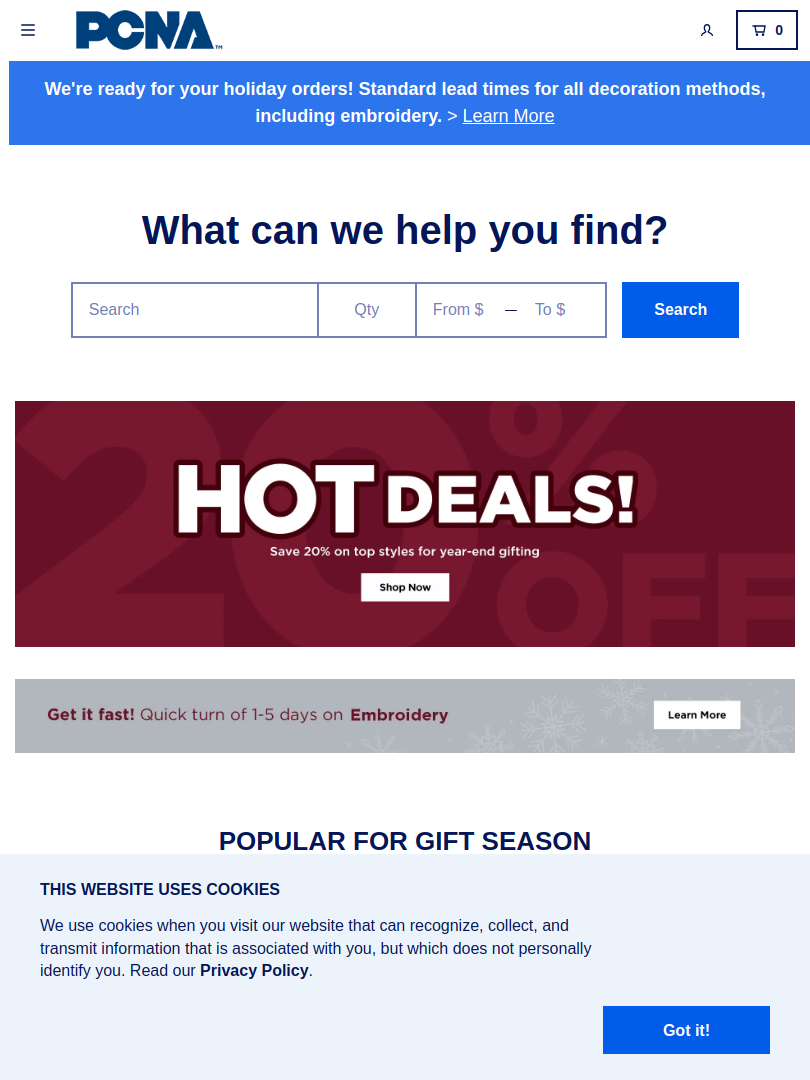 PCNA™
0
We're ready for your holiday orders! Standard lead times for all decoration methods,
including embroidery. > Learn More
What can we help you find?
Search Qty From $ — To $ Search
20% OFF
HOT DEALS!
Save 20% on top styles for year-end gifting
Shop Now
Get it fast! Quick turn of 1-5 days on Embroidery Learn More
POPULAR FOR GIFT SEASON
THIS WEBSITE USES COOKIES
We use cookies when you visit our website that can recognize, collect, and
transmit information that is associated with you, but which does not personally
identify you. Read our Privacy Policy.
Got it!